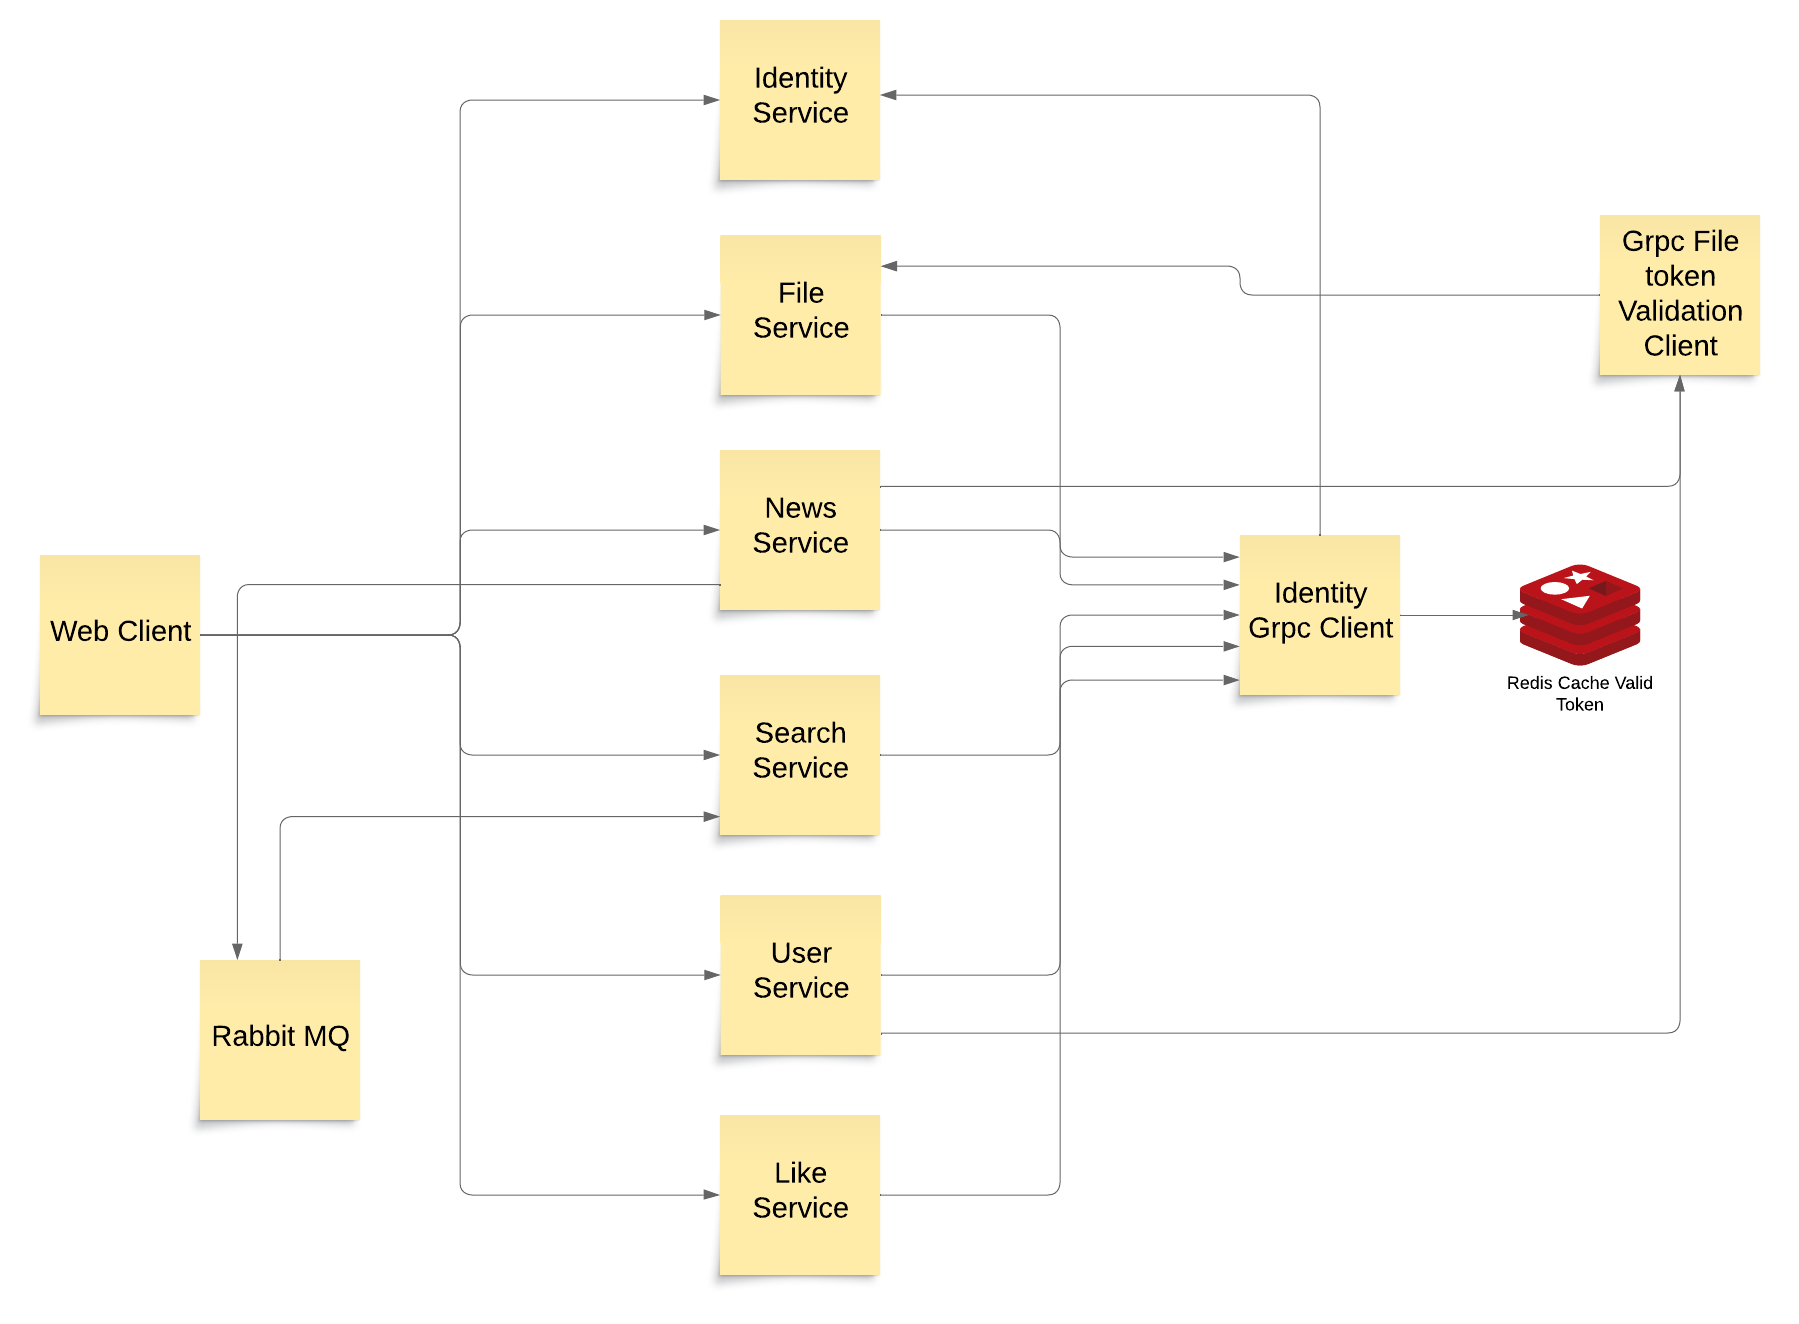 Identity
Service
Grpc File
token
Validation
Client
File
Service
News
Service
Web Client
Identity
Grpc Client
Redis Cache Valid
Token
Search
Service
User
Service
Rabbit MQ
Like
Service